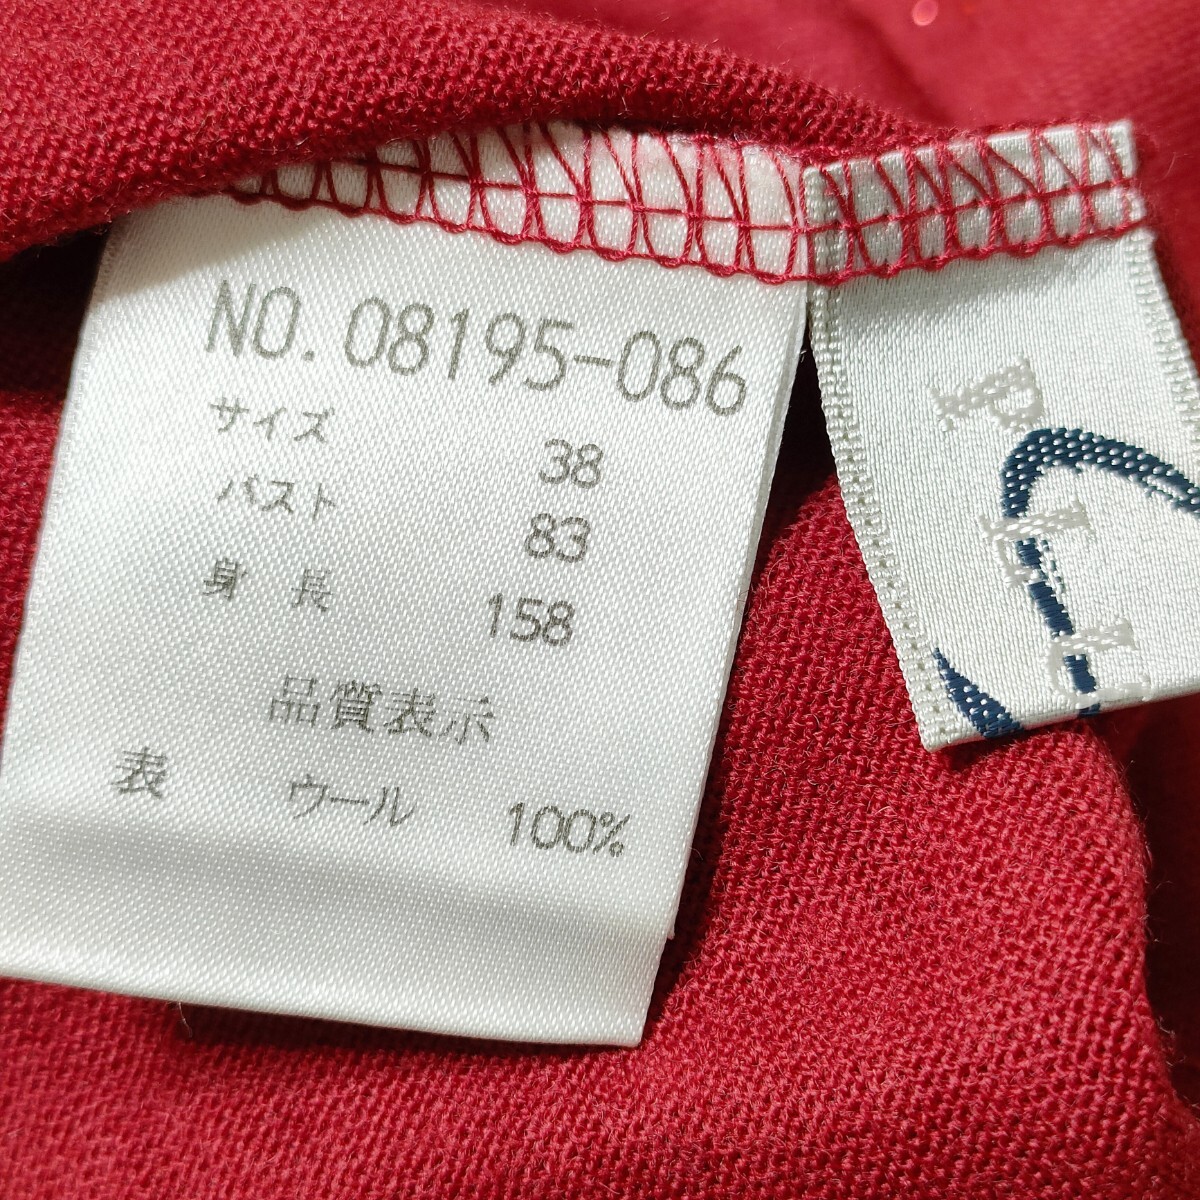 NO. 08195-086
サイズ 38
バスト 83
身長 158
品質表示
表 ウール 100%